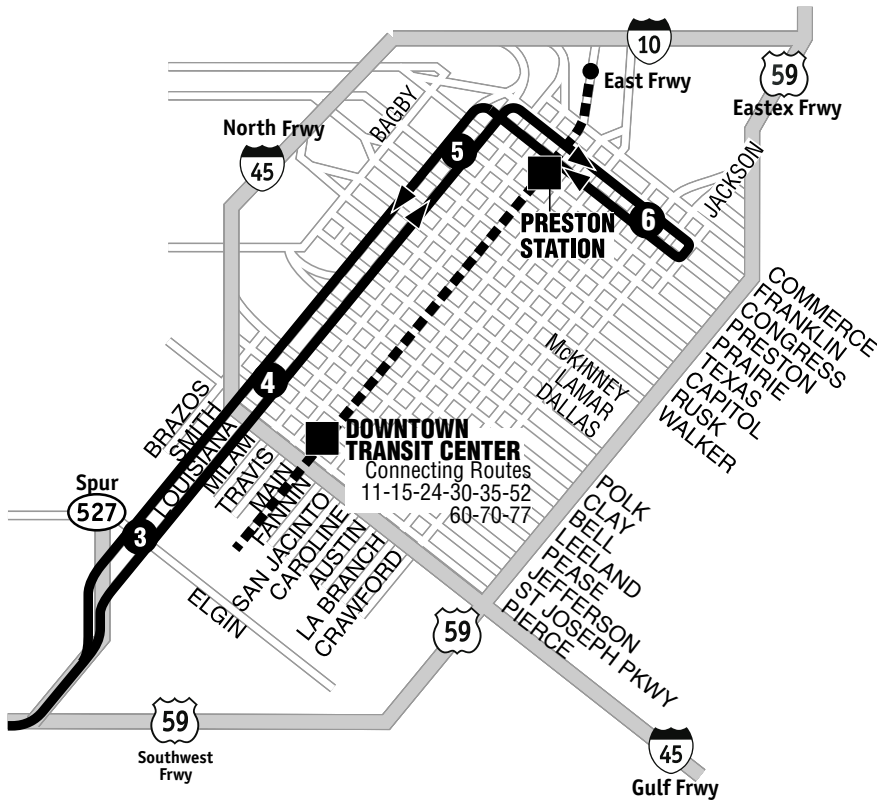 10
59
Eastex Frwy
East Frwy
North Frwy
45
BAGBY
5
JACKSON
6
PRESTON
STATION
COMMERCE
FRANKLIN
CONGRESS
PRESTON
PRAIRIE
TEXAS
CAPITOL
RUSK
WALKER
McKINNEY
LAMAR
DALLAS
4
BRAZOS
SMITH
LOUISIANA
MILAM
TRAVIS
MAIN
FANNIN
SAN JACINTO
CAROLINE
AUSTIN
LA BRANCH
CRAWFORD
DOWNTOWN
TRANSIT CENTER
Connecting Routes
11-15-24-30-35-52
60-70-77
Spur
527
3
ELGIN
POLK
CLAY
BELL
LEELAND
PEASE
JEFFERSON
ST JOSEPH PKWY
PIERCE
59
59
Southwest
Frwy
45
Gulf Frwy